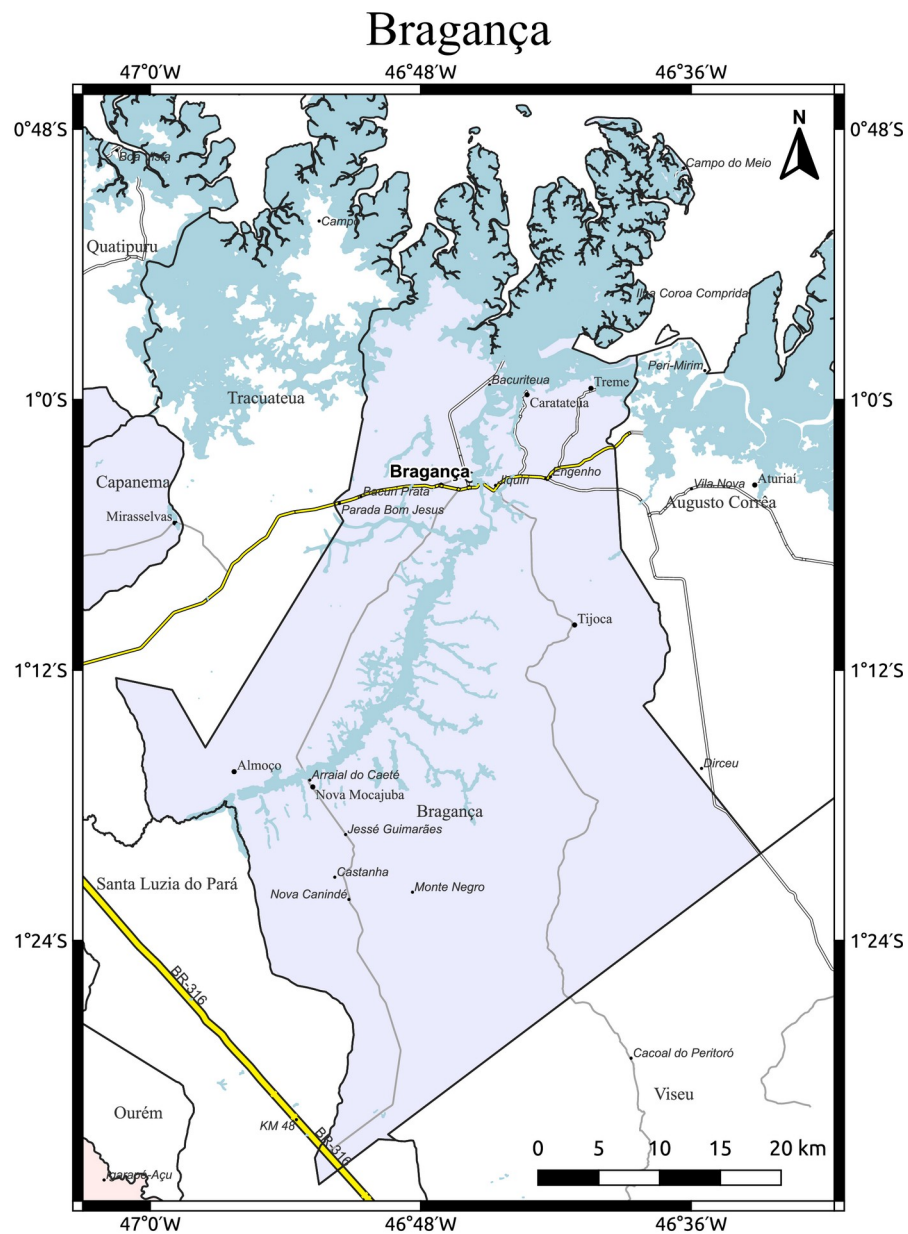 Bragança
47°0′W 46°48′W 46°36′W
0°48′S 0°48′S
N
Boa Vista
Campo do Meio
Campo
Quatipuru
Ilha Coroa Comprida
Peri-Mirim
Bacuriteua
Treme
1°0′S 1°0′S
Tracuateua
Caratateua
Bragança
Engenho
Capanema
Jiquiri
Vila Nova
Aturiaí
Bacuri Prata
Augusto Corrêa
Parada Bom Jesus
Mirasselvas
Tijoca
1°12′S 1°12′S
Almoço
Dirceu
Arraial do Caeté
Nova Mocajuba
Bragança
Jessé Guimarães
Castanha
Santa Luzia do Pará
Monte Negro
Nova Canindé
1°24′S 1°24′S
BR-316
Cacoal do Peritoró
Viseu
Ourém
KM 48
BR-316
0 5 10 15 20 km
Igarapé-Açu
47°0′W 46°48′W 46°36′W